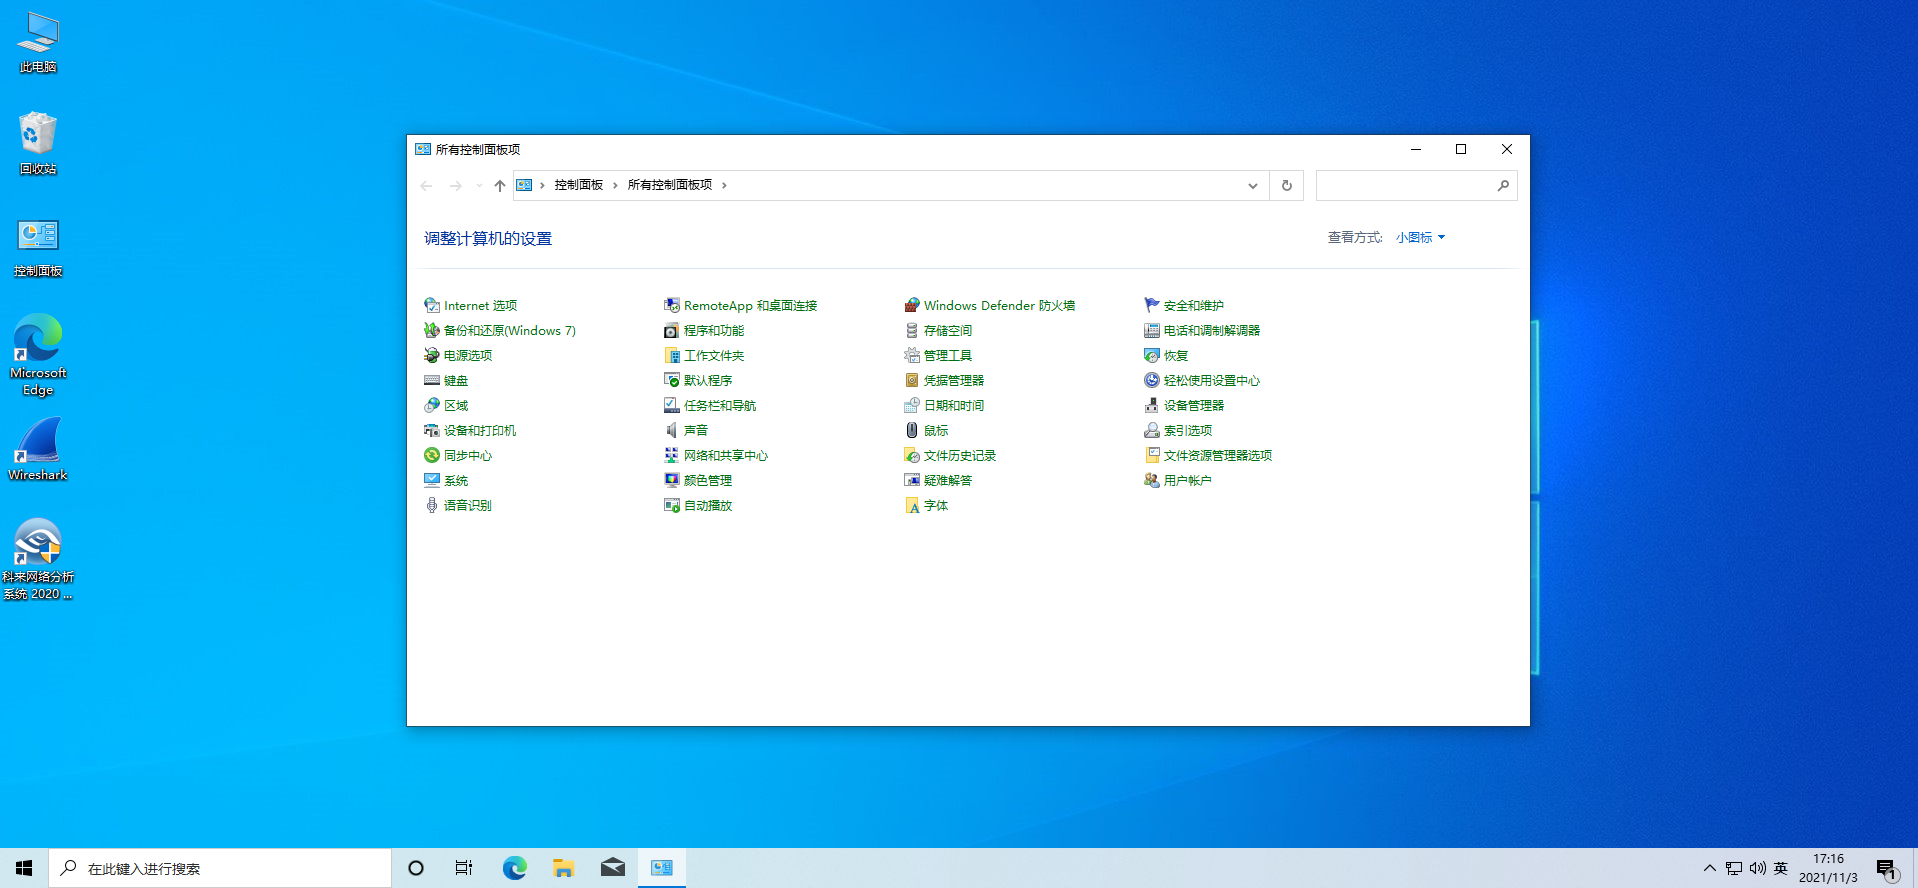 此电脑
回收站
控制面板
Microsoft
Edge
Wireshark
科来网络分析
系统 2020 ...
所有控制面板项
控制面板 所有控制面板项
调整计算机的设置
查看方式: 小图标
Internet 选项
RemoteApp 和桌面连接
Windows Defender 防火墙
安全和维护
备份和还原(Windows 7)
程序和功能
存储空间
电话和调制解调器
电源选项
工作文件夹
管理工具
恢复
键盘
默认程序
凭据管理器
轻松使用设置中心
区域
任务栏和导航
日期和时间
设备管理器
设备和打印机
声音
鼠标
索引选项
同步中心
网络和共享中心
文件历史记录
文件资源管理器选项
系统
颜色管理
疑难解答
用户帐户
语音识别
自动播放
字体
在此键入进行搜索
英
17:16
2021/11/3
1